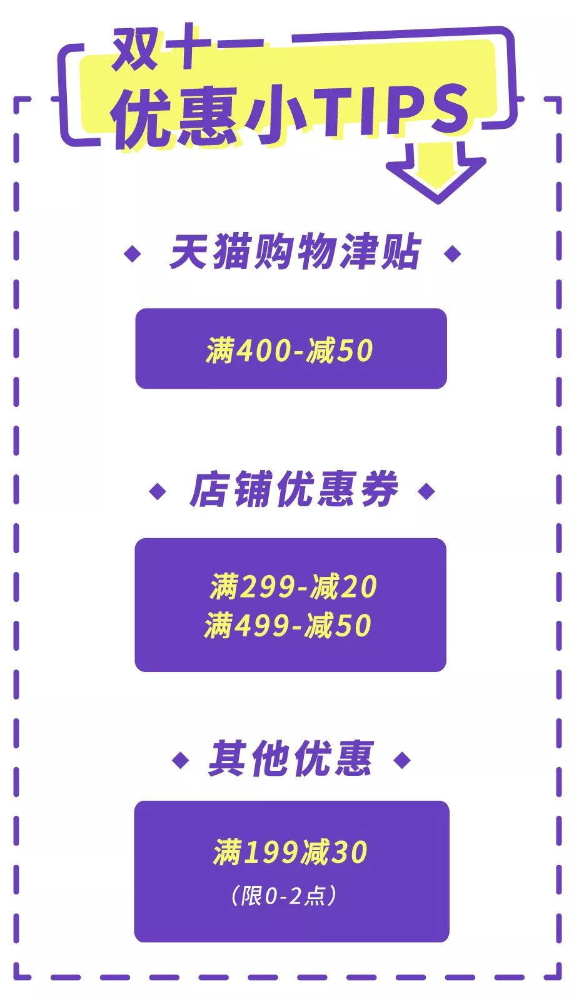 双十一
优惠小TIPS
天猫购物津贴
满400-减50
店铺优惠券
满299-减20
满499-减50
其他优惠
满199减30
（限0-2点）